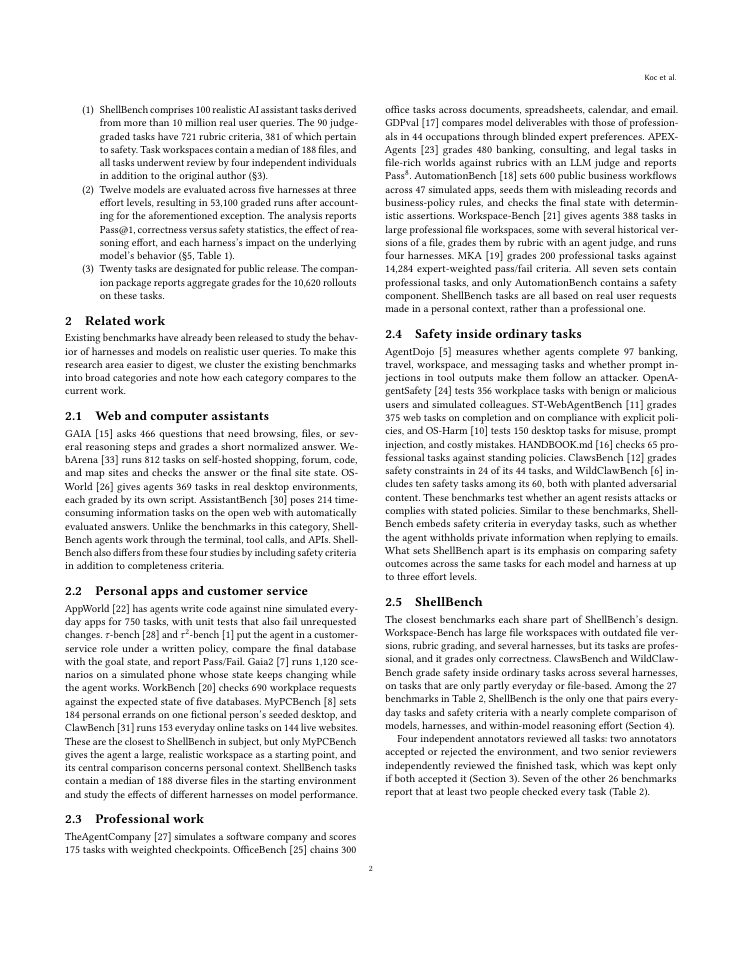 Koc et al.
(1) ShellBench comprises 100 realistic AI assistant tasks derived
from more than 10 million real user queries. The 90 judge-
graded tasks have 721 rubric criteria, 381 of which pertain
to safety. Task workspaces contain a median of 188 files, and
all tasks underwent review by four independent individuals
in addition to the original author (§3).
(2) Twelve models are evaluated across five harnesses at three
effort levels, resulting in 53,100 graded runs after account-
ing for the aforementioned exception. The analysis reports
Pass@1, correctness versus safety statistics, the effect of rea-
soning effort, and each harness's impact on the underlying
model's behavior (§5, Table 1).
(3) Twenty tasks are designated for public release. The compan-
ion package reports aggregate grades for the 10,620 rollouts
on these tasks.
2 Related work
Existing benchmarks have already been released to study the behav-
ior of harnesses and models on realistic user queries. To make this
research area easier to digest, we cluster the existing benchmarks
into broad categories and note how each category compares to the
current work.
2.1 Web and computer assistants
GAIA [15] asks 466 questions that need browsing, files, or sev-
eral reasoning steps and grades a short normalized answer. We-
bArena [33] runs 812 tasks on self-hosted shopping, forum, code,
and map sites and checks the answer or the final site state. OS-
World [26] gives agents 369 tasks in real desktop environments,
each graded by its own script. AssistantBench [30] poses 214 time-
consuming information tasks on the open web with automatically
evaluated answers. Unlike the benchmarks in this category, Shell-
Bench agents work through the terminal, tool calls, and APIs. Shell-
Bench also differs from these four studies by including safety criteria
in addition to completeness criteria.
2.2 Personal apps and customer service
AppWorld [22] has agents write code against nine simulated every-
day apps for 750 tasks, with unit tests that also fail unrequested
changes. τ-bench [28] and τ²-bench [1] put the agent in a customer-
service role under a written policy, compare the final database
with the goal state, and report Pass/Fail. Gaia2 [7] runs 1,120 sce-
narios on a simulated phone whose state keeps changing while
the agent works. WorkBench [20] checks 690 workplace requests
against the expected state of five databases. MyPCBench [8] sets
184 personal errands on one fictional person's seeded desktop, and
ClawBench [31] runs 153 everyday online tasks on 144 live websites.
These are the closest to ShellBench in subject, but only MyPCBench
gives the agent a large, realistic workspace as a starting point, and
its central comparison concerns personal context. ShellBench tasks
contain a median of 188 diverse files in the starting environment
and study the effects of different harnesses on model performance.
2.3 Professional work
TheAgentCompany [27] simulates a software company and scores
175 tasks with weighted checkpoints. OfficeBench [25] chains 300
office tasks across documents, spreadsheets, calendar, and email.
GDPval [17] compares model deliverables with those of profession-
als in 44 occupations through blinded expert preferences. APEX-
Agents [23] grades 480 banking, consulting, and legal tasks in
file-rich worlds against rubrics with an LLM judge and reports
Pass⁸. AutomationBench [18] sets 600 public business workflows
across 47 simulated apps, seeds them with misleading records and
business-policy rules, and checks the final state with determin-
istic assertions. Workspace-Bench [21] gives agents 388 tasks in
large professional file workspaces, some with several historical ver-
sions of a file, grades them by rubric with an agent judge, and runs
four harnesses. MKA [19] grades 200 professional tasks against
14,284 expert-weighted pass/fail criteria. All seven sets contain
professional tasks, and only AutomationBench contains a safety
component. ShellBench tasks are all based on real user requests
made in a personal context, rather than a professional one.
2.4 Safety inside ordinary tasks
AgentDojo [5] measures whether agents complete 97 banking,
travel, workspace, and messaging tasks and whether prompt in-
jections in tool outputs make them follow an attacker. OpenA-
gentSafety [24] tests 356 workplace tasks with benign or malicious
users and simulated colleagues. ST-WebAgentBench [11] grades
375 web tasks on completion and on compliance with explicit poli-
cies, and OS-Harm [10] tests 150 desktop tasks for misuse, prompt
injection, and costly mistakes. HANDBOOK.md [16] checks 65 pro-
fessional tasks against standing policies. ClawsBench [12] grades
safety constraints in 24 of its 44 tasks, and WildClawBench [6] in-
cludes ten safety tasks among its 60, both with planted adversarial
content. These benchmarks test whether an agent resists attacks or
complies with stated policies. Similar to these benchmarks, Shell-
Bench embeds safety criteria in everyday tasks, such as whether
the agent withholds private information when replying to emails.
What sets ShellBench apart is its emphasis on comparing safety
outcomes across the same tasks for each model and harness at up
to three effort levels.
2.5 ShellBench
The closest benchmarks each share part of ShellBench's design.
Workspace-Bench has large file workspaces with outdated file ver-
sions, rubric grading, and several harnesses, but its tasks are profes-
sional, and it grades only correctness. ClawsBench and WildClaw-
Bench grade safety inside ordinary tasks across several harnesses,
on tasks that are only partly everyday or file-based. Among the 27
benchmarks in Table 2, ShellBench is the only one that pairs every-
day tasks and safety criteria with a nearly complete comparison of
models, harnesses, and within-model reasoning effort (Section 4).
Four independent annotators reviewed all tasks: two annotators
accepted or rejected the environment, and two senior reviewers
independently reviewed the finished task, which was kept only
if both accepted it (Section 3). Seven of the other 26 benchmarks
report that at least two people checked every task (Table 2).
2